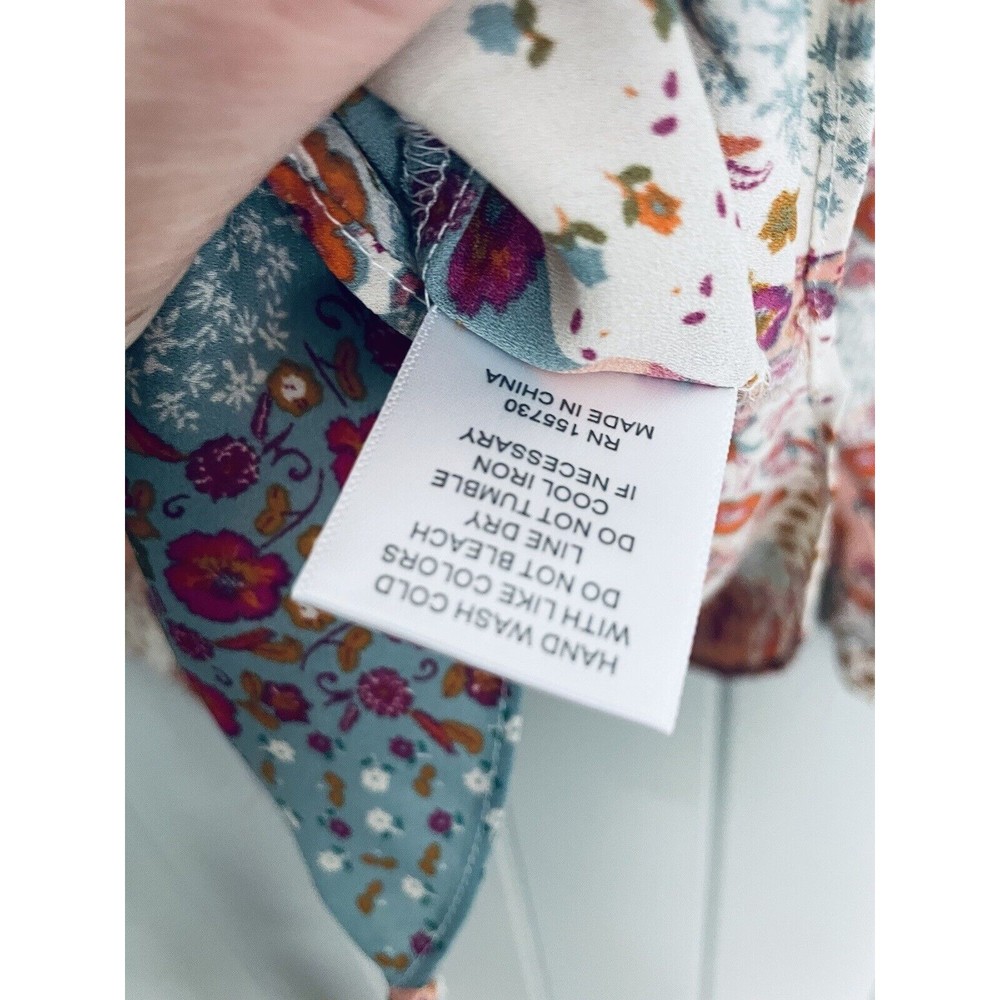 HAND WASH COLD
WITH LIKE COLORS
DO NOT BLEACH
LINE DRY
DO NOT TUMBLE
COOL IRON
IF NECESSARY
RN 155730
MADE IN CHINA